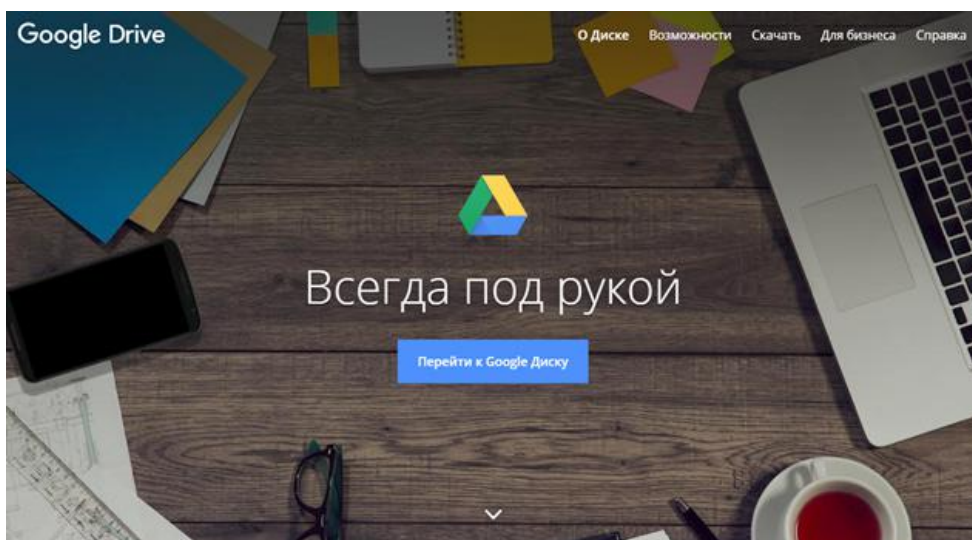 Google Drive
О Диске Возможности Скачать Для бизнеса Справка
Всегда под рукой
Перейти к Google Диску